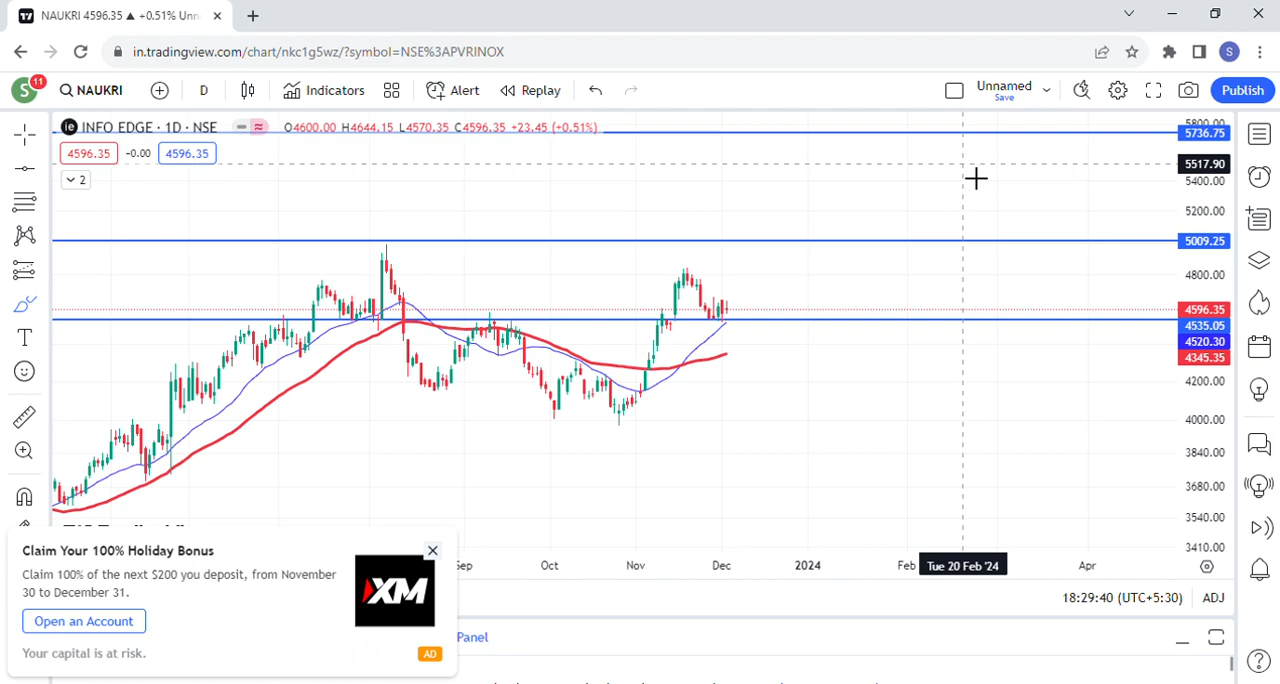 NAUKRI 4596.35 ▲ +0.51% Unn
in.tradingview.com/chart/nkc1g5wz/?symbol=NSE%3APVRINOX
S
S
11
NAUKRI
D
Indicators
Alert
Replay
Unnamed
Save
Publish
ie INFO EDGE · 1D · NSE
O4600.00 H4644.15 L4570.35 C4596.35 +23.45 (+0.51%)
4596.35
-0.00
4596.35
2
5800.00
5736.75
5517.90
5400.00
5200.00
5009.25
4800.00
4596.35
4535.05
4520.30
4345.35
4200.00
4000.00
3840.00
3680.00
3540.00
3410.00
Sep
Oct
Nov
Dec
2024
Feb
Tue 20 Feb '24
Apr
18:29:40 (UTC+5:30)
ADJ
Panel
Claim Your 100% Holiday Bonus
Claim 100% of the next $200 you deposit, from November
30 to December 31.
XM
Open an Account
Your capital is at risk.
AD